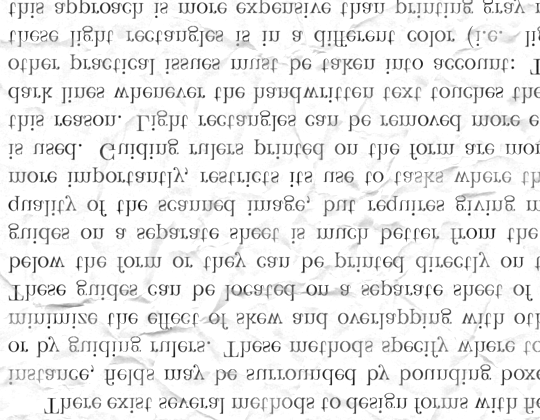 There exist several methods to design forms with fi
instance, fields may be surrounded by bounding boxe
or by guiding rulers. These methods specify where to
minimize the effect of skew and overlapping with oth
These guides can be located on a separate sheet of
below the form or they can be printed directly on t
guides on a separate sheet is much better from the
quality of the scanned image, but requires giving m
more importantly, restricts its use to tasks where th
is used. Guiding rulers printed on the form are mor
this reason. Light rectangles can be removed more e
dark lines whenever the handwritten text touches the
other practical issues must be taken into account: T
these light rectangles is in a different color (i.e. lig
this approach is more expensive than printing gray r